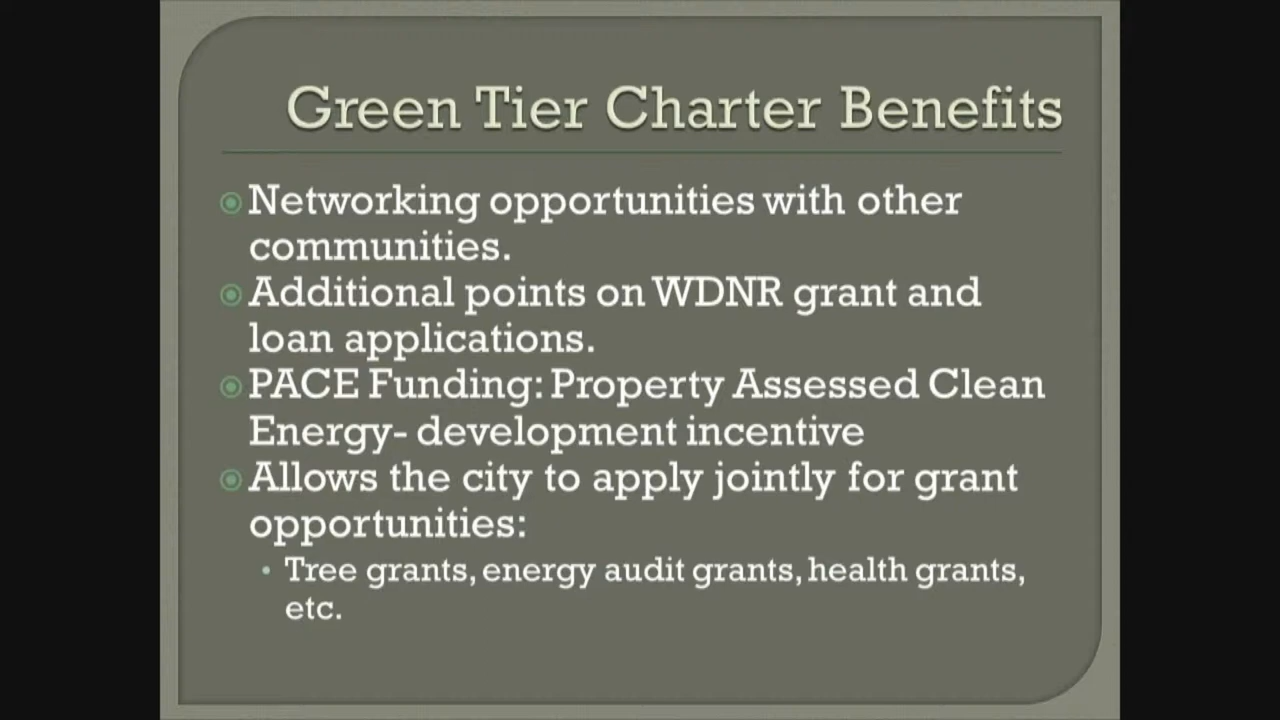 Green Tier Charter Benefits
Networking opportunities with other
communities.
Additional points on WDNR grant and
loan applications.
PACE Funding: Property Assessed Clean
Energy- development incentive
Allows the city to apply jointly for grant
opportunities:
• Tree grants, energy audit grants, health grants,
etc.